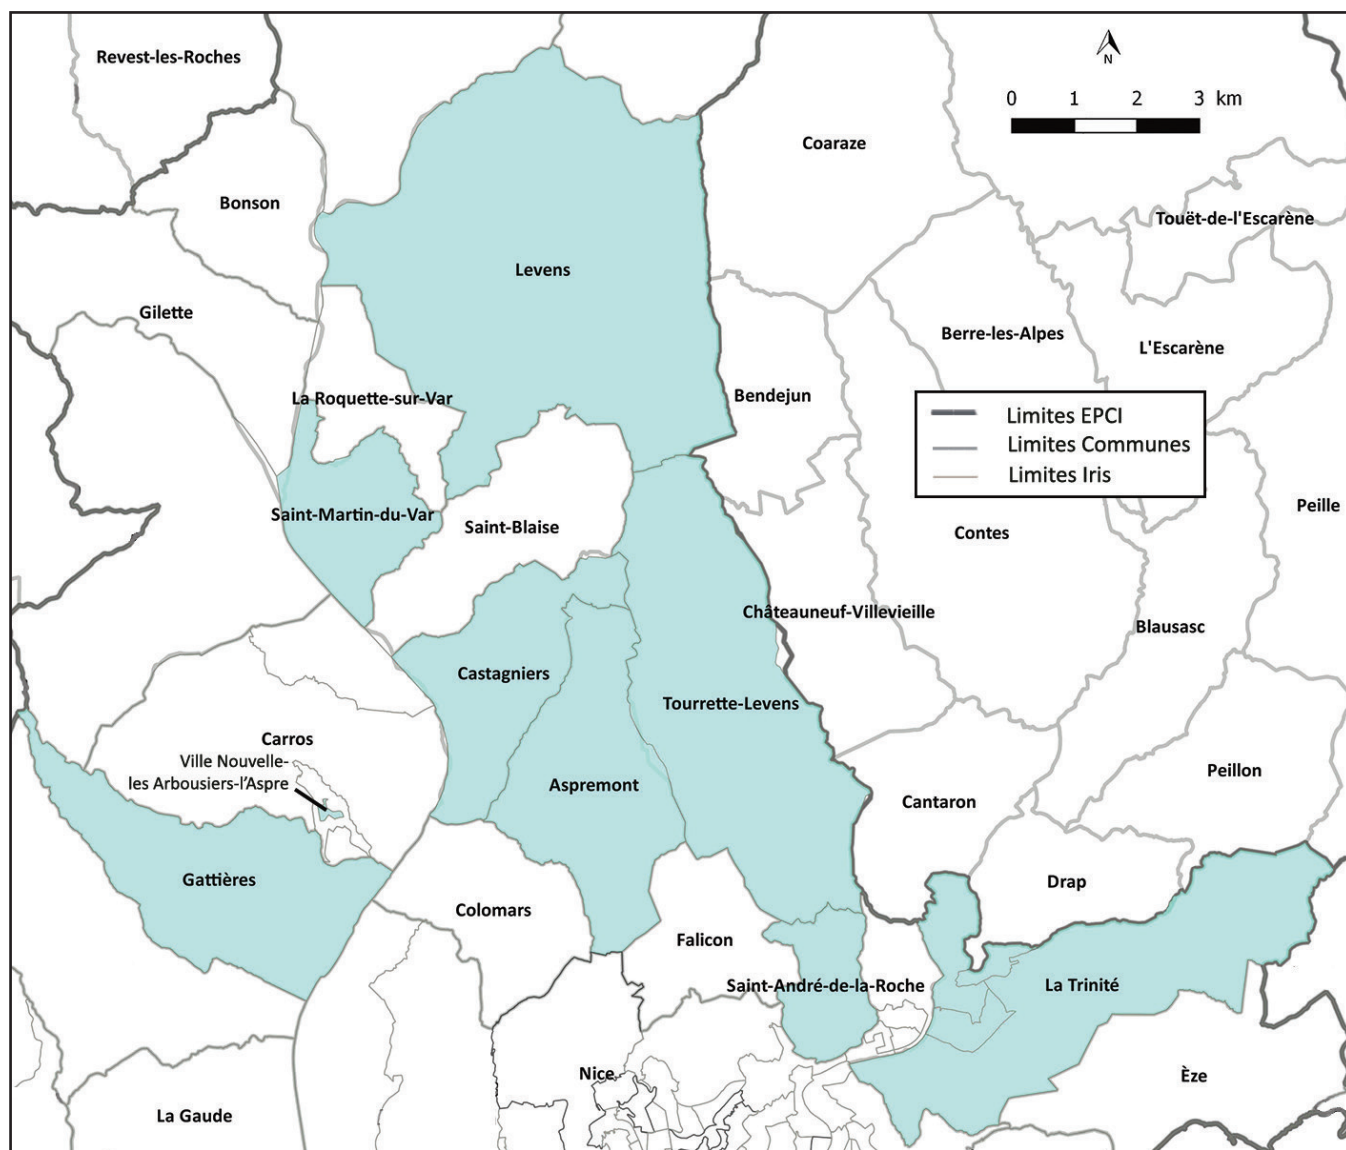 Revest-les-Roches
N
0 1 2 3 km
Coaraze
Bonson
Touët-de-l'Escarène
Levens
Gilette
Berre-les-Alpes
L'Escarène
La Roquette-sur-Var
Bendejun
Limites EPCI
Limites Communes
Limites Iris
Peille
Saint-Martin-du-Var
Saint-Blaise
Contes
Châteauneuf-Villevieille
Blausasc
Castagniers
Tourrette-Levens
Carros
Ville Nouvelle-
les Arbousiers-l’Aspre
Aspremont
Peillon
Cantaron
Gattières
Drap
Colomars
Falicon
Saint-André-de-la-Roche
La Trinité
Nice
Èze
La Gaude